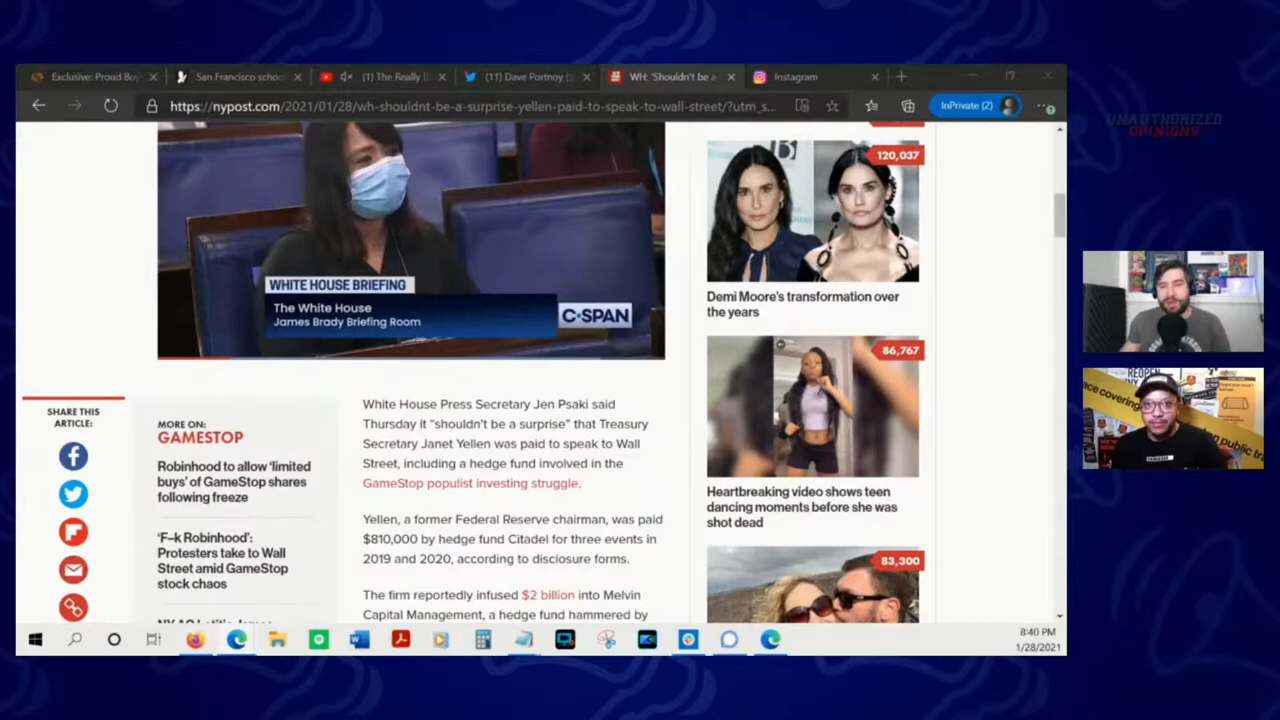 Exclusive: Proud Boy
San Francisco schoo
(1) The Really
(11) Dave Portnoy
WH: 'Shouldn't be a
Instagram
https://nypost.com/2021/01/28/wh-shouldnt-be-a-surprise-yellen-paid-to-speak-to-wall-street/?utm_s...
InPrivate (2)
UNAUTHORIZED
OPINIONS
WHITE HOUSE BRIEFING
The White House
James Brady Briefing Room
C-SPAN
120,037
Demi Moore's transformation over
the years
86,767
Heartbreaking video shows teen
dancing moments before she was
shot dead
83,300
SHARE THIS
ARTICLE:
MORE ON:
GAMESTOP
Robinhood to allow 'limited
buys' of GameStop shares
following freeze
'F–k Robinhood':
Protesters take to Wall
Street amid GameStop
stock chaos
White House Press Secretary Jen Psaki said
Thursday it "shouldn't be a surprise" that Treasury
Secretary Janet Yellen was paid to speak to Wall
Street, including a hedge fund involved in the
GameStop populist investing struggle.
Yellen, a former Federal Reserve chairman, was paid
$810,000 by hedge fund Citadel for three events in
2019 and 2020, according to disclosure forms.
The firm reportedly infused $2 billion into Melvin
Capital Management, a hedge fund hammered by
REOPEN
ace covering
on public tra
8:40 PM
1/28/2021